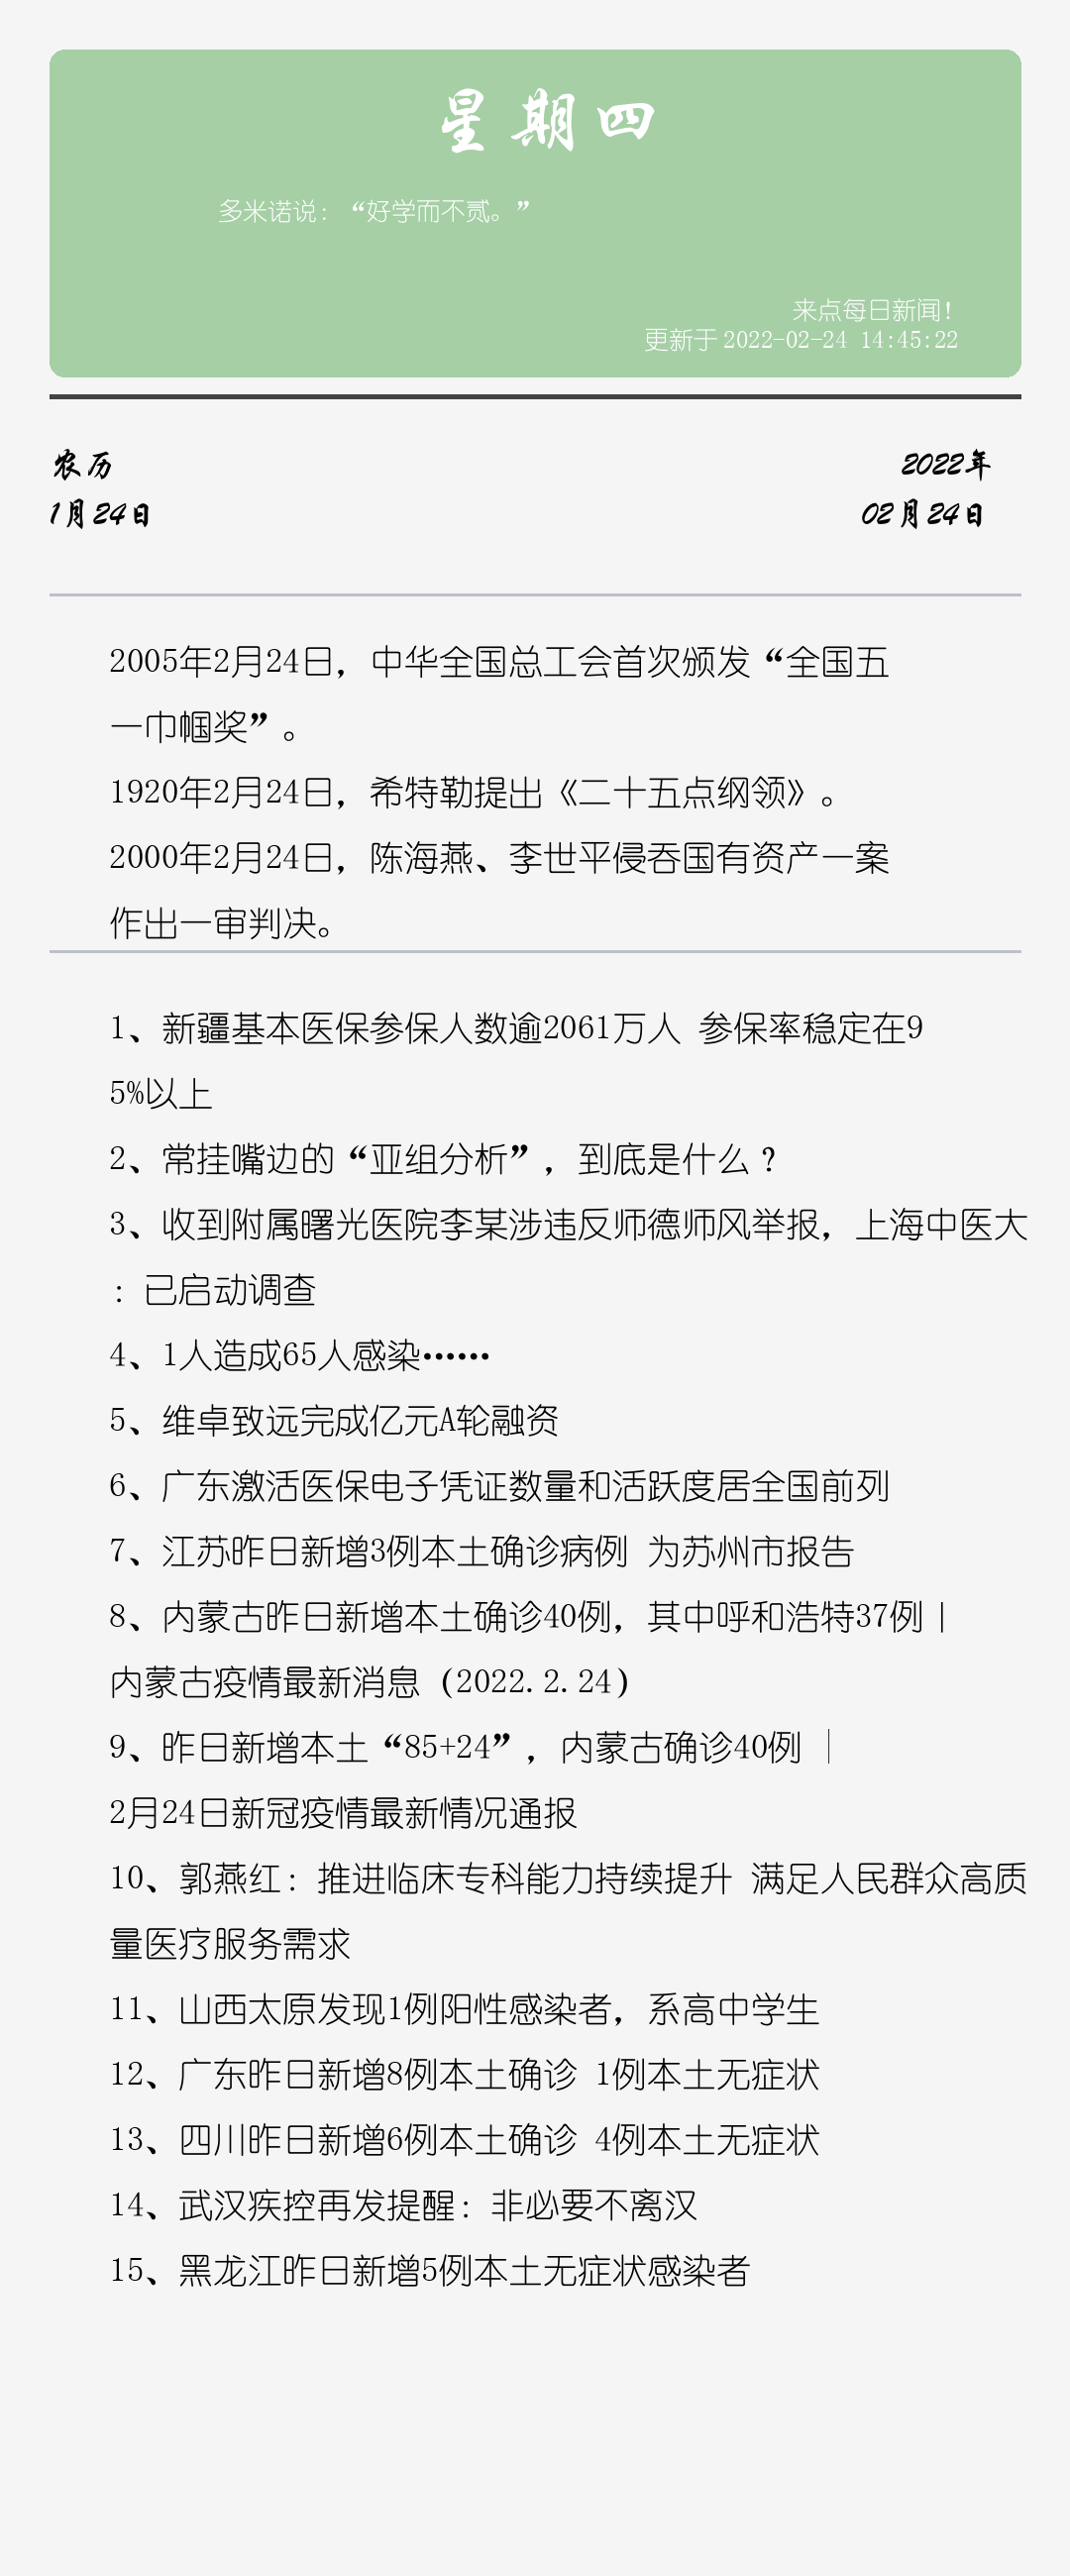 星期四
多米诺说：“好学而不贰。”
来点每日新闻！
更新于 2022-02-24 14:45:22
农历
2022年
1月24日
02月24日
2005年2月24日，中华全国总工会首次颁发“全国五
一巾帼奖”。
1920年2月24日，希特勒提出《二十五点纲领》。
2000年2月24日，陈海燕、李世平侵吞国有资产一案
作出一审判决。
1、新疆基本医保参保人数逾2061万人 参保率稳定在9
5%以上
2、常挂嘴边的“亚组分析”，到底是什么？
3、收到附属曙光医院李某涉违反师德师风举报，上海中医大
：已启动调查
4、1人造成65人感染……
5、维卓致远完成亿元A轮融资
6、广东激活医保电子凭证数量和活跃度居全国前列
7、江苏昨日新增3例本土确诊病例 为苏州市报告
8、内蒙古昨日新增本土确诊40例，其中呼和浩特37例丨
内蒙古疫情最新消息（2022.2.24）
9、昨日新增本土“85+24”，内蒙古确诊40例 │
2月24日新冠疫情最新情况通报
10、郭燕红：推进临床专科能力持续提升 满足人民群众高质
量医疗服务需求
11、山西太原发现1例阳性感染者，系高中学生
12、广东昨日新增8例本土确诊 1例本土无症状
13、四川昨日新增6例本土确诊 4例本土无症状
14、武汉疾控再发提醒：非必要不离汉
15、黑龙江昨日新增5例本土无症状感染者